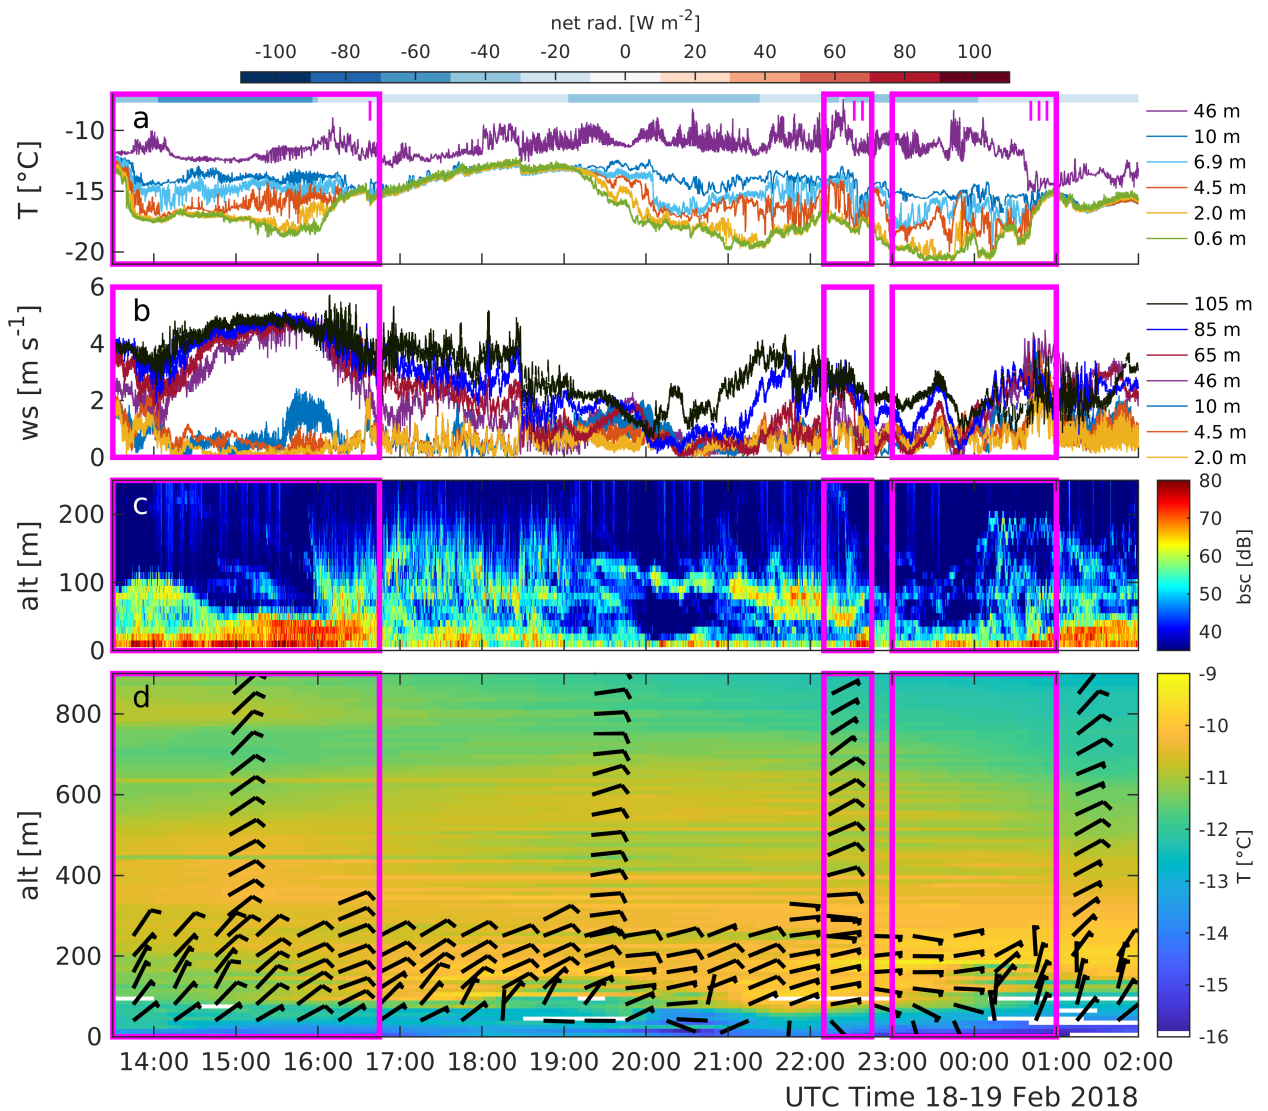 net rad. [W m-2]
-100 -80 -60 -40 -20 0 20 40 60 80 100
a
I
II
III
T [°C]
-10
-15
-20
46 m
10 m
6.9 m
4.5 m
2.0 m
0.6 m
b
ws [m s-1]
6
4
2
0
105 m
85 m
65 m
46 m
10 m
4.5 m
2.0 m
c
alt [m]
200
100
0
80
70
60
50
40
bsc [dB]
d
alt [m]
800
600
400
200
0
-9
-10
-11
-12
-13
-14
-15
-16
T [°C]
14:00 15:00 16:00 17:00 18:00 19:00 20:00 21:00 22:00 23:00 00:00 01:00 02:00
UTC Time 18-19 Feb 2018